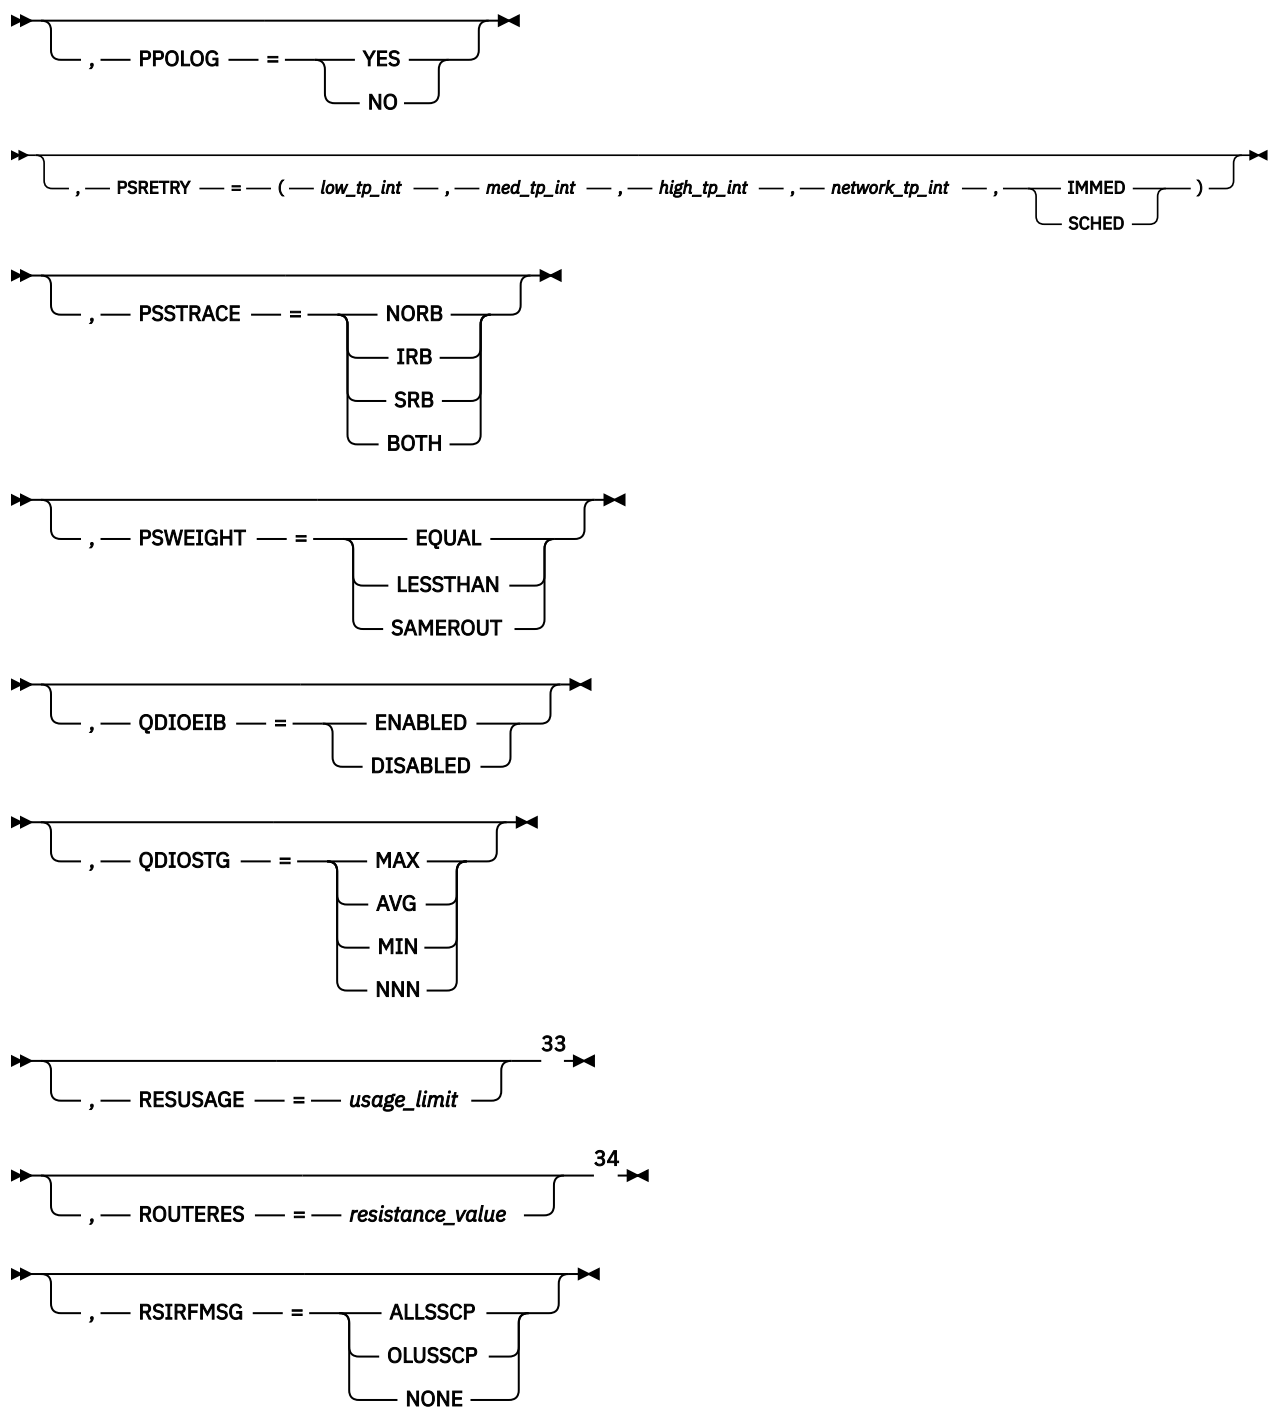 , PPOLOG = YES
NO
, PSRETRY = ( low_tp_int , med_tp_int , high_tp_int , network_tp_int , IMMED )
SCHED
, PSSTRACE = NORB
IRB
SRB
BOTH
, PSWEIGHT = EQUAL
LESSTHAN
SAMEROUT
, QDIOEIB = ENABLED
DISABLED
, QDIOSTG = MAX
AVG
MIN
NNN
33
, RESUSAGE = usage_limit
34
, ROUTERES = resistance_value
, RSIRFMSG = ALLSSCP
OLUSSCP
NONE